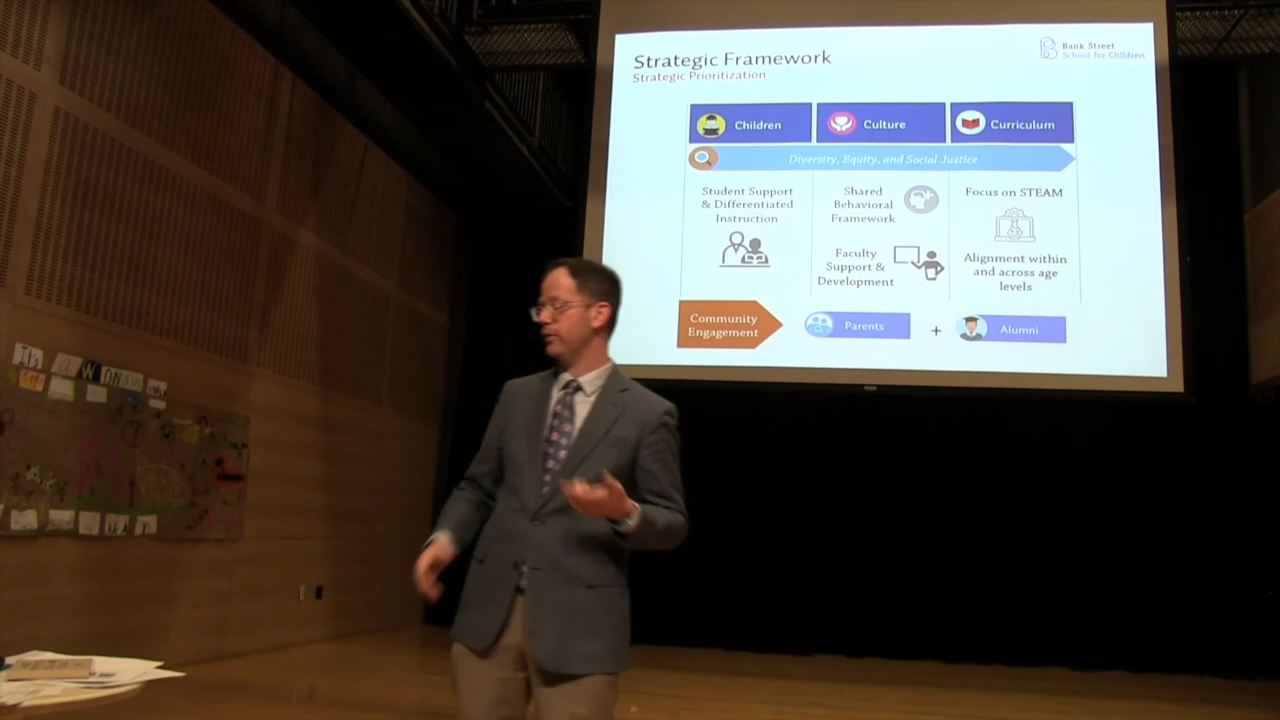 Strategic Framework
Strategic Prioritization
Bank Street
School for Children
Children
Culture
Curriculum
Diversity, Equity, and Social Justice
Student Support
& Differentiated
Instruction
Shared
Behavioral
Framework
Faculty
Support &
Development
Focus on STEAM
Alignment within
and across age
levels
Community
Engagement
Parents
+
Alumni
It's a WONDERFUL